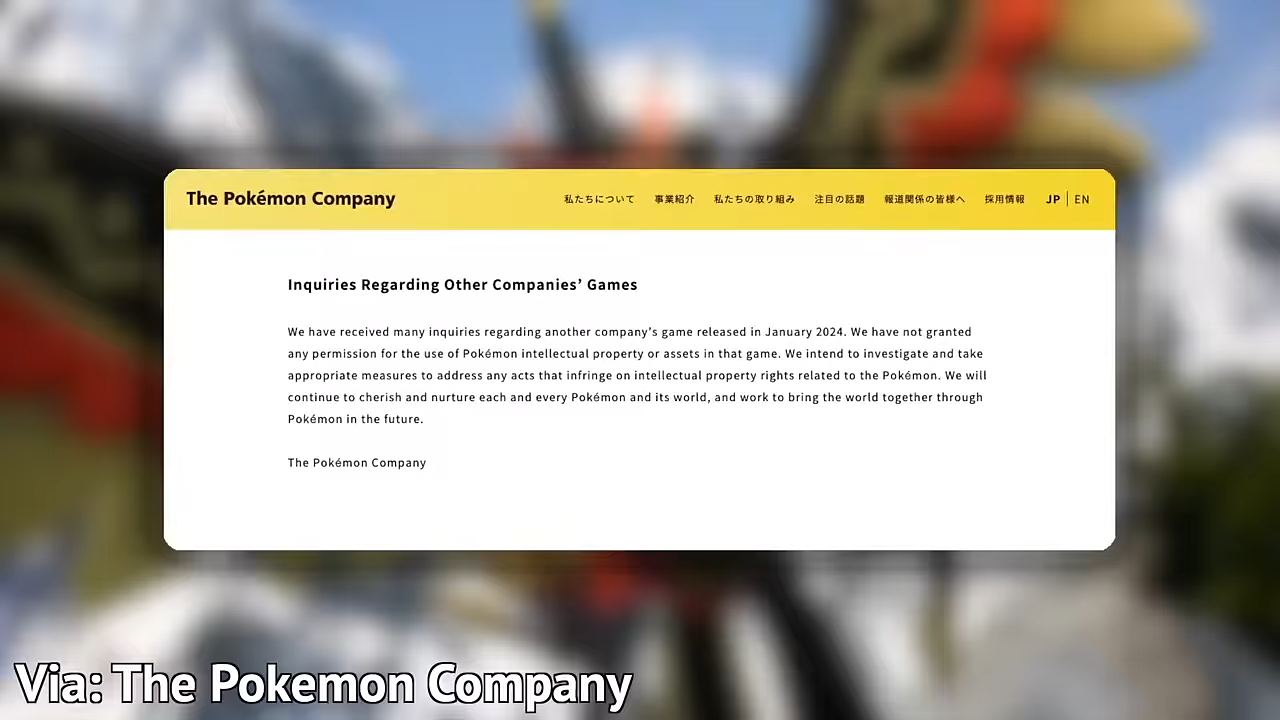 The Pokémon Company
私たちについて 事業紹介 私たちの取り組み 注目の話題 報道関係の皆様へ 採用情報 JP | EN
Inquiries Regarding Other Companies’ Games
We have received many inquiries regarding another company’s game released in January 2024. We have not granted
any permission for the use of Pokémon intellectual property or assets in that game. We intend to investigate and take
appropriate measures to address any acts that infringe on intellectual property rights related to the Pokémon. We will
continue to cherish and nurture each and every Pokémon and its world, and work to bring the world together through
Pokémon in the future.
The Pokémon Company
Via: The Pokemon Company